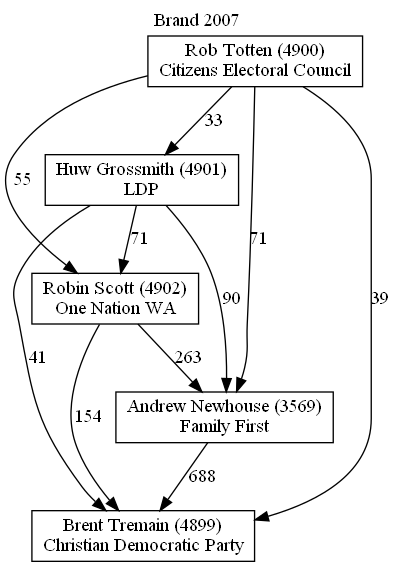 Brand 2007
Rob Totten (4900)
Citizens Electoral Council
33
Huw Grossmith (4901)
LDP
55
71
71
Robin Scott (4902)
One Nation WA
90
39
41
263
154
Andrew Newhouse (3569)
Family First
688
Brent Tremain (4899)
Christian Democratic Party